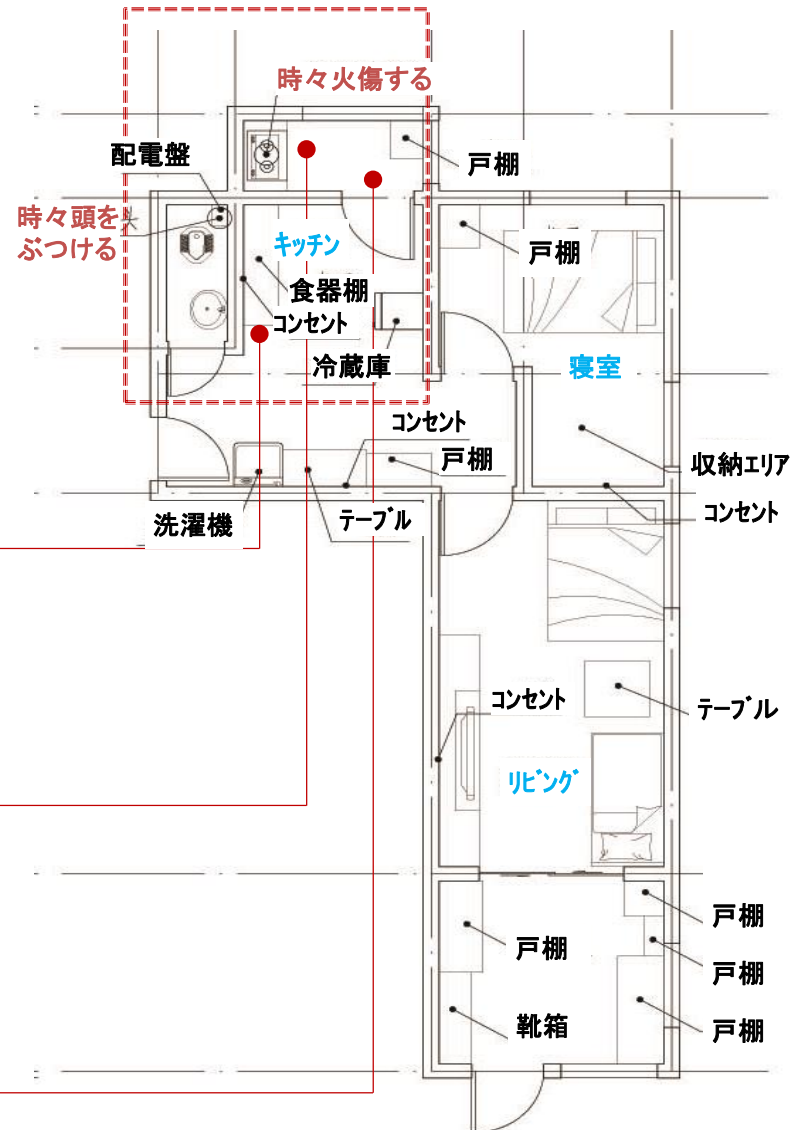 時々火傷する
配電盤
戸棚
時々頭を
ぶつける
キッチン
戸棚
食器棚
コンセント
冷蔵庫
寝室
コンセント
戸棚
収納エリア
コンセント
洗濯機
テーブル
コンセント
テーブル
リビング
戸棚
戸棚
戸棚
靴箱
戸棚